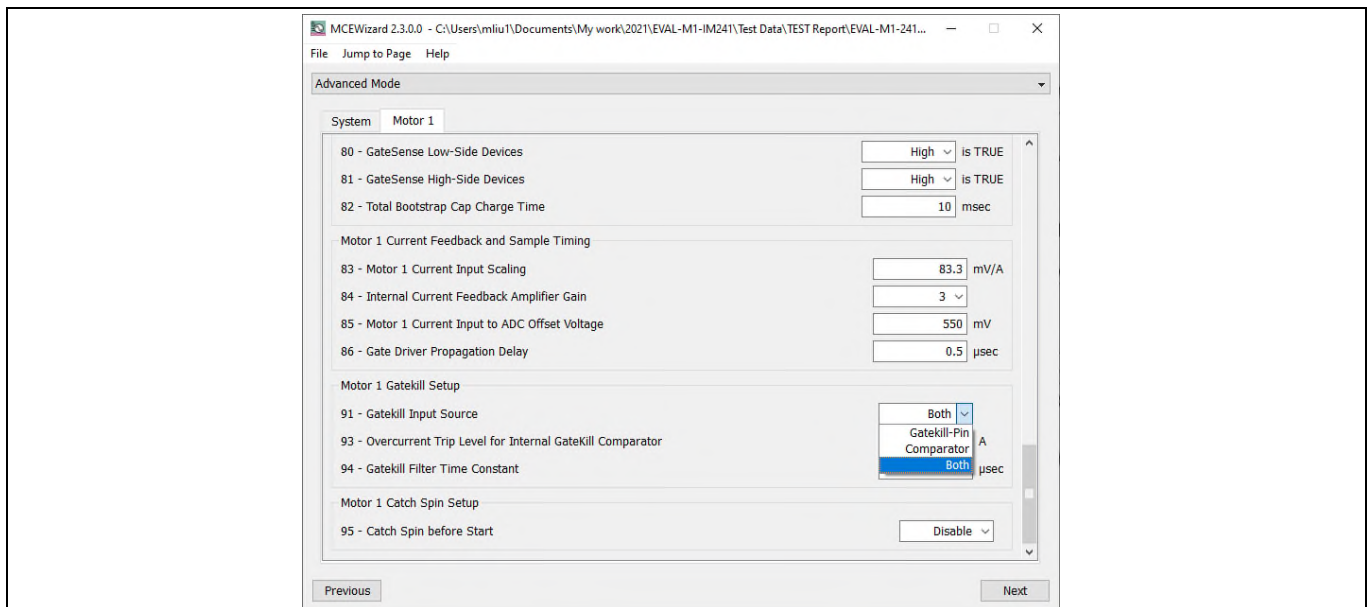 MCEWizard 2.3.0.0 - C:\Users\mliu1\Documents\My work\2021\EVAL-M1-IM241\Test Data\TEST Report\EVAL-M1-241...
File Jump to Page Help
Advanced Mode
System Motor 1
80 - GateSense Low-Side Devices High is TRUE
81 - GateSense High-Side Devices High is TRUE
82 - Total Bootstrap Cap Charge Time 10 msec
Motor 1 Current Feedback and Sample Timing
83 - Motor 1 Current Input Scaling 83.3 mV/A
84 - Internal Current Feedback Amplifier Gain 3
85 - Motor 1 Current Input to ADC Offset Voltage 550 mV
86 - Gate Driver Propagation Delay 0.5 µsec
Motor 1 Gatekill Setup
91 - Gatekill Input Source Both
Gatekill-Pin
93 - Overcurrent Trip Level for Internal GateKill Comparator A
Comparator
94 - Gatekill Filter Time Constant µsec
Both
Motor 1 Catch Spin Setup
95 - Catch Spin before Start Disable
Previous Next